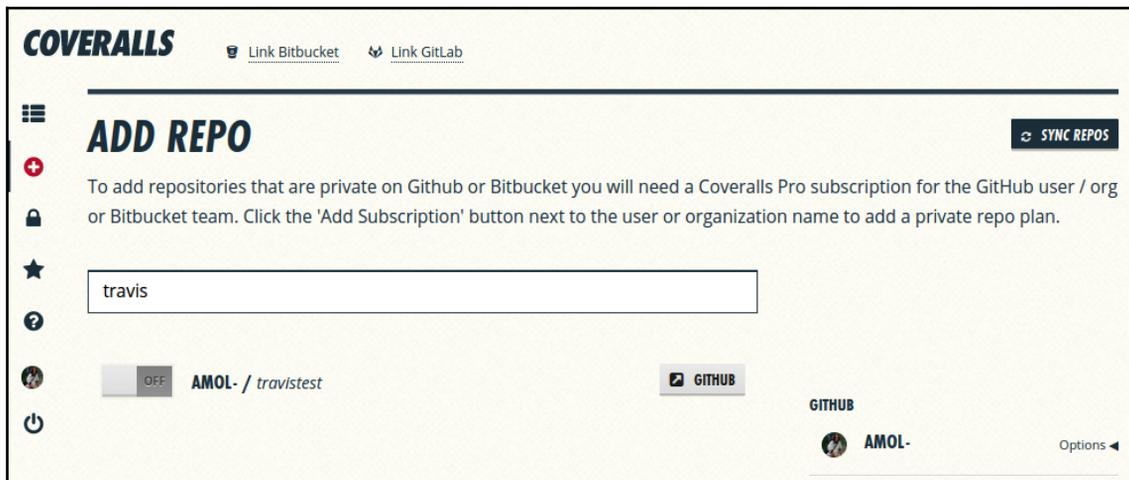 COVERALLS
Link Bitbucket
Link GitLab
ADD REPO
SYNC REPOS
To add repositories that are private on Github or Bitbucket you will need a Coveralls Pro subscription for the GitHub user / org
or Bitbucket team. Click the 'Add Subscription' button next to the user or organization name to add a private repo plan.
travis
OFF
AMOL- / travistest
GITHUB
GITHUB
AMOL-
Options